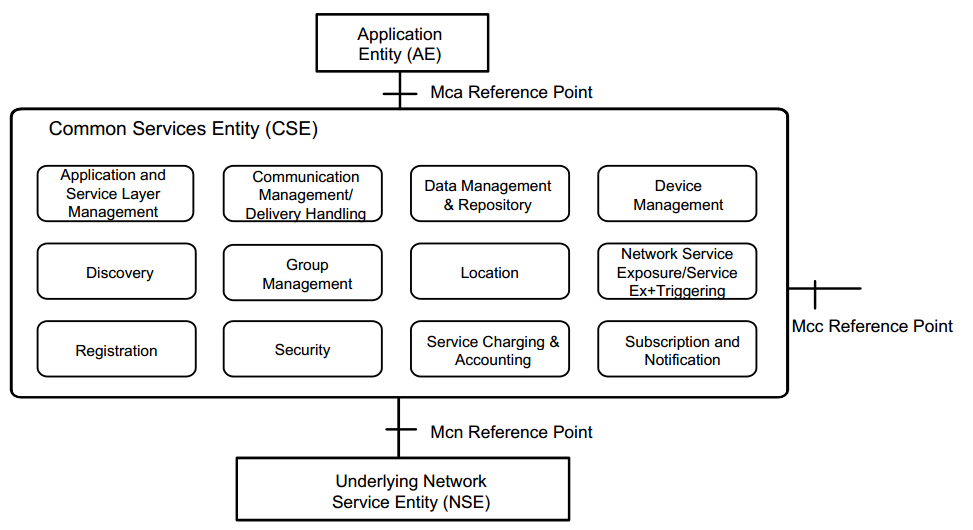 Application
Entity (AE)
Mca Reference Point
Common Services Entity (CSE)
Application and
Service Layer
Management
Communication
Management/
Delivery Handling
Data Management
& Repository
Device
Management
Discovery
Group
Management
Location
Network Service
Exposure/Service
Ex+Triggering
Registration
Security
Service Charging &
Accounting
Subscription and
Notification
Mcc Reference Point
Mcn Reference Point
Underlying Network
Service Entity (NSE)